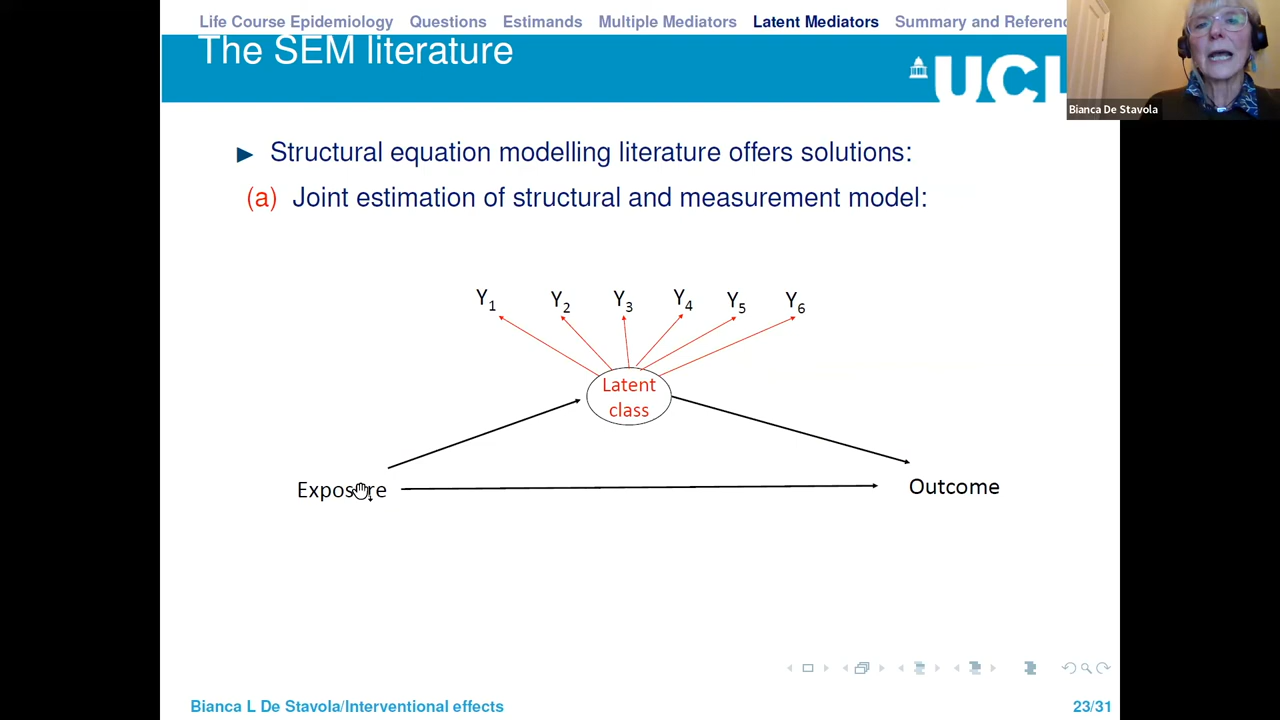 Life Course Epidemiology Questions Estimands Multiple Mediators Latent Mediators Summary and Referenc
The SEM literature
UCL
Bianca De Stavola
Structural equation modelling literature offers solutions:
(a) Joint estimation of structural and measurement model:
Y1 Y2 Y3 Y4 Y5 Y6
Latent
class
Exposure
Outcome
Bianca L De Stavola/Interventional effects
23/31